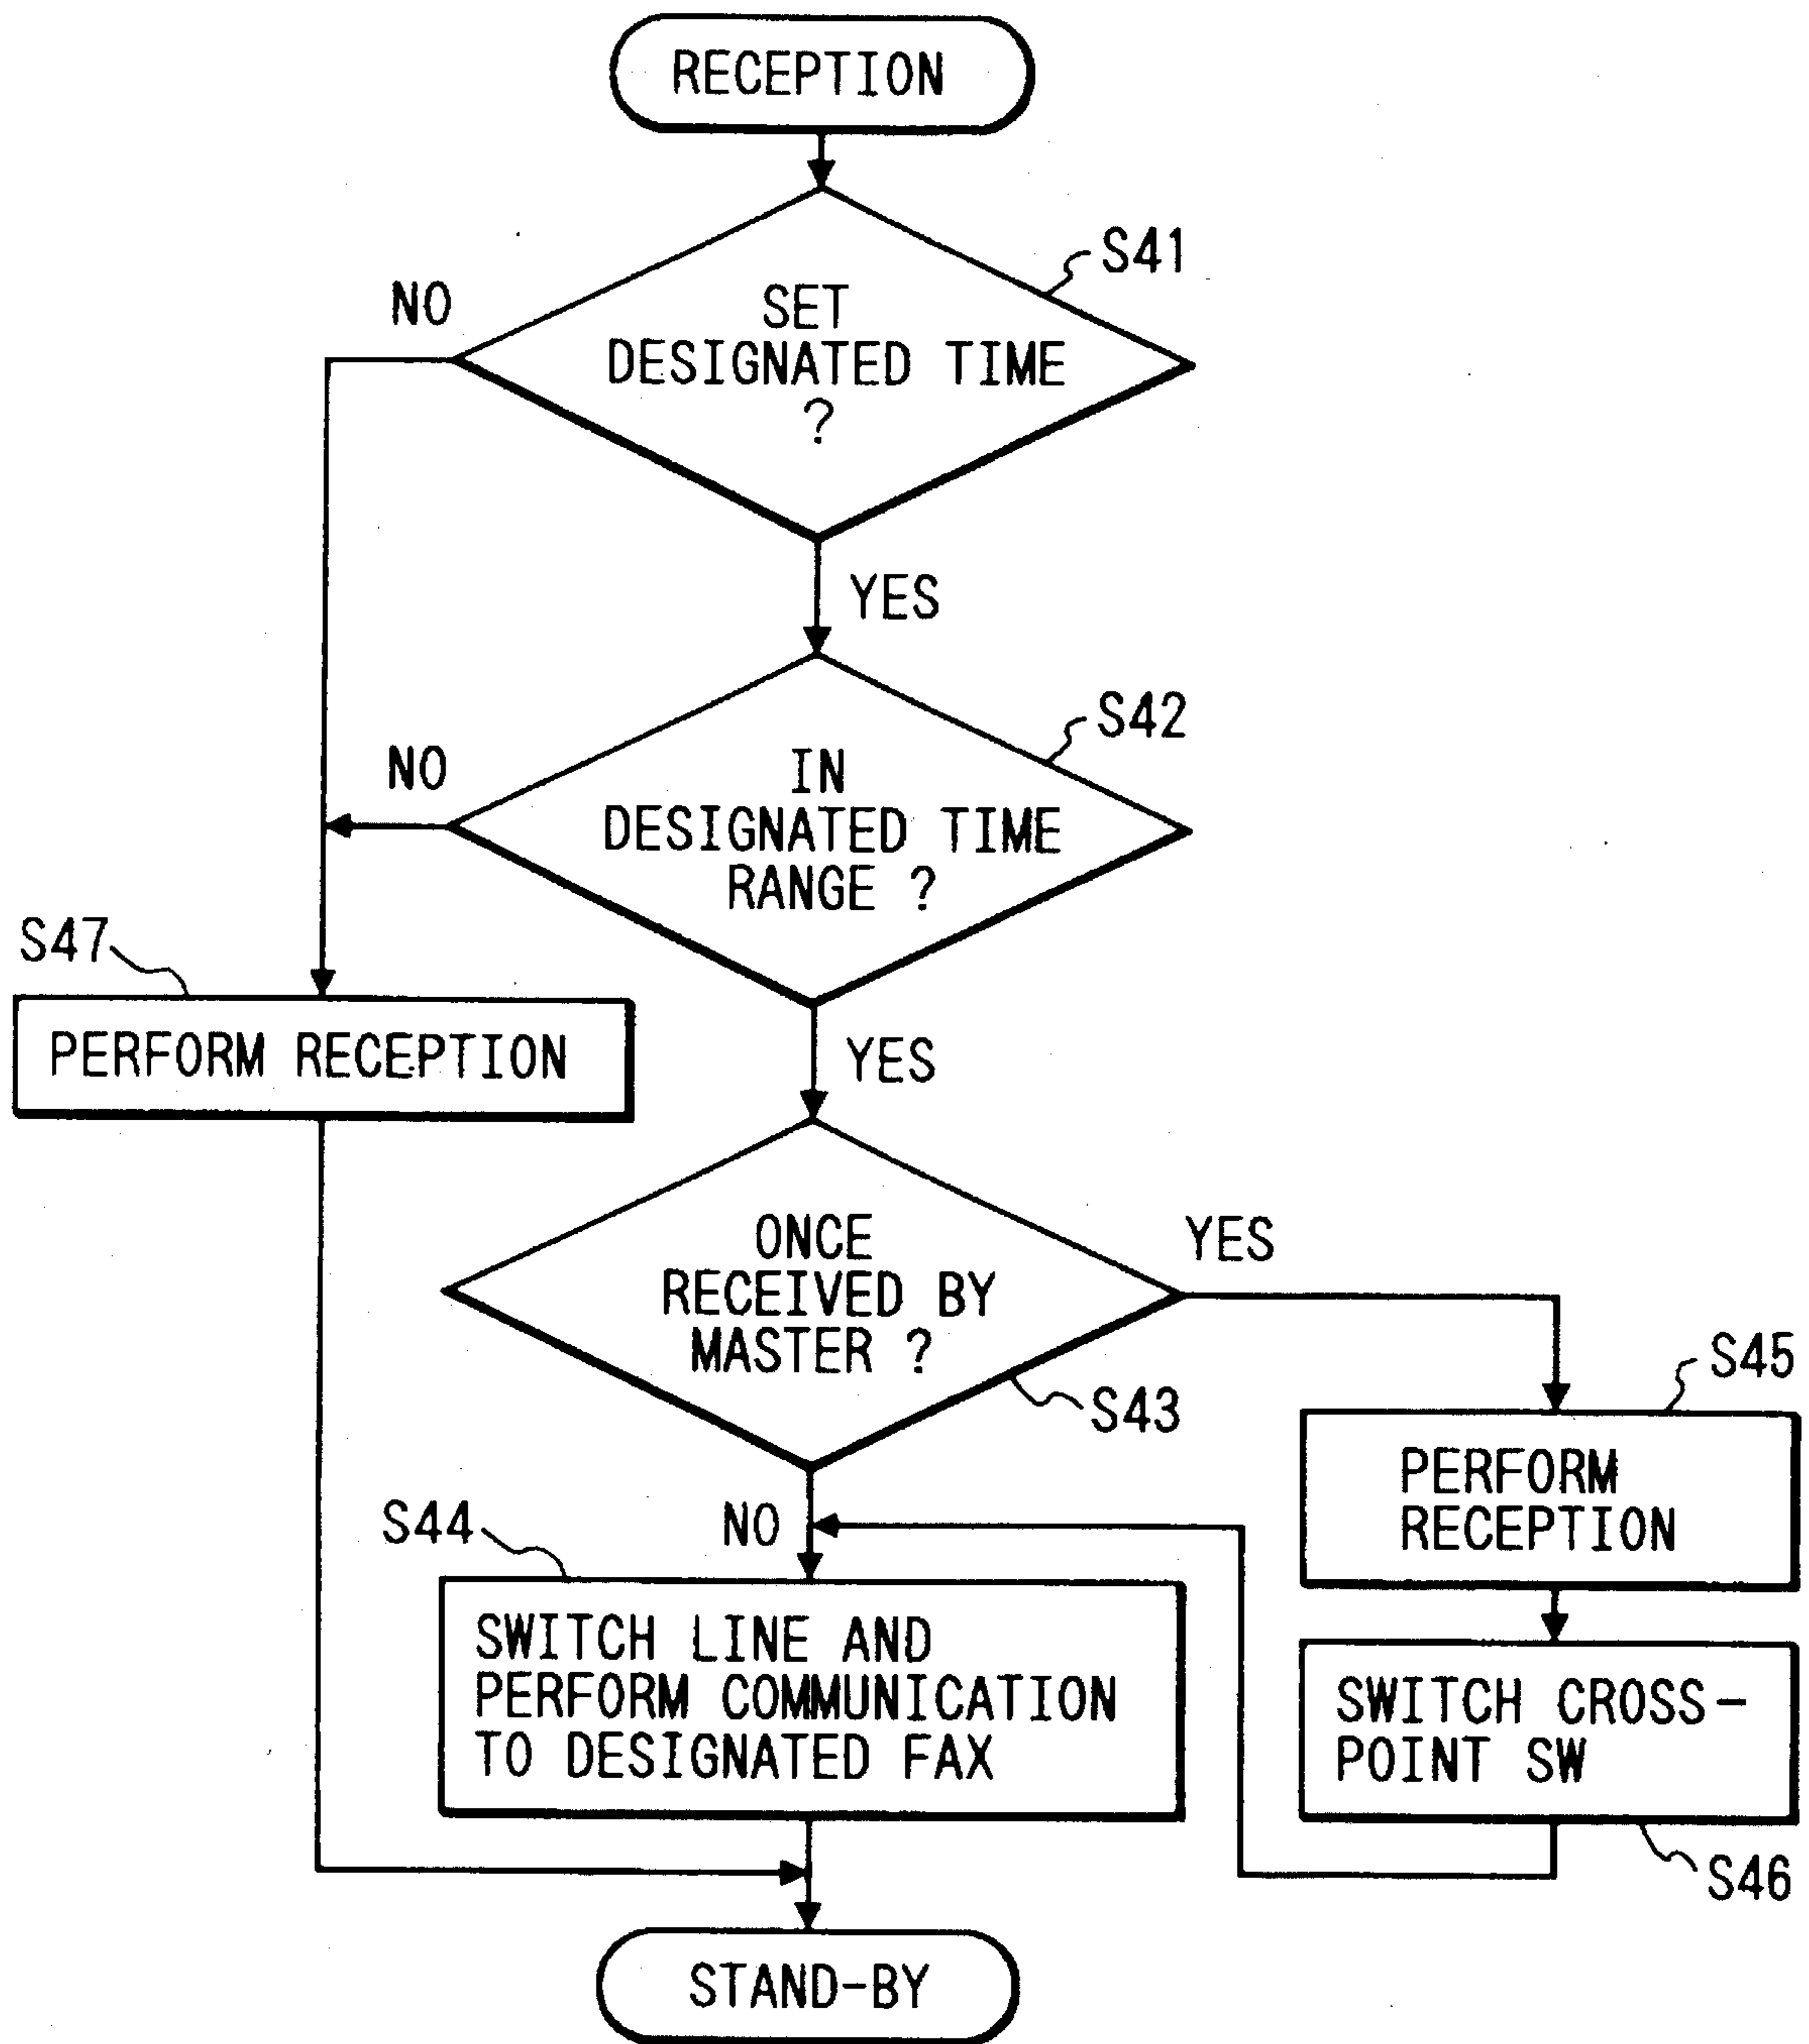 RECEPTION
S41
NO
SET
DESIGNATED TIME
?
YES
S42
NO
IN
DESIGNATED TIME
RANGE ?
S47
PERFORM RECEPTION
YES
ONCE
RECEIVED BY
MASTER ?
YES
S43
S45
PERFORM
RECEPTION
S44
NO
SWITCH LINE AND
PERFORM COMMUNICATION
TO DESIGNATED FAX
SWITCH CROSS-
POINT SW
S46
STAND-BY